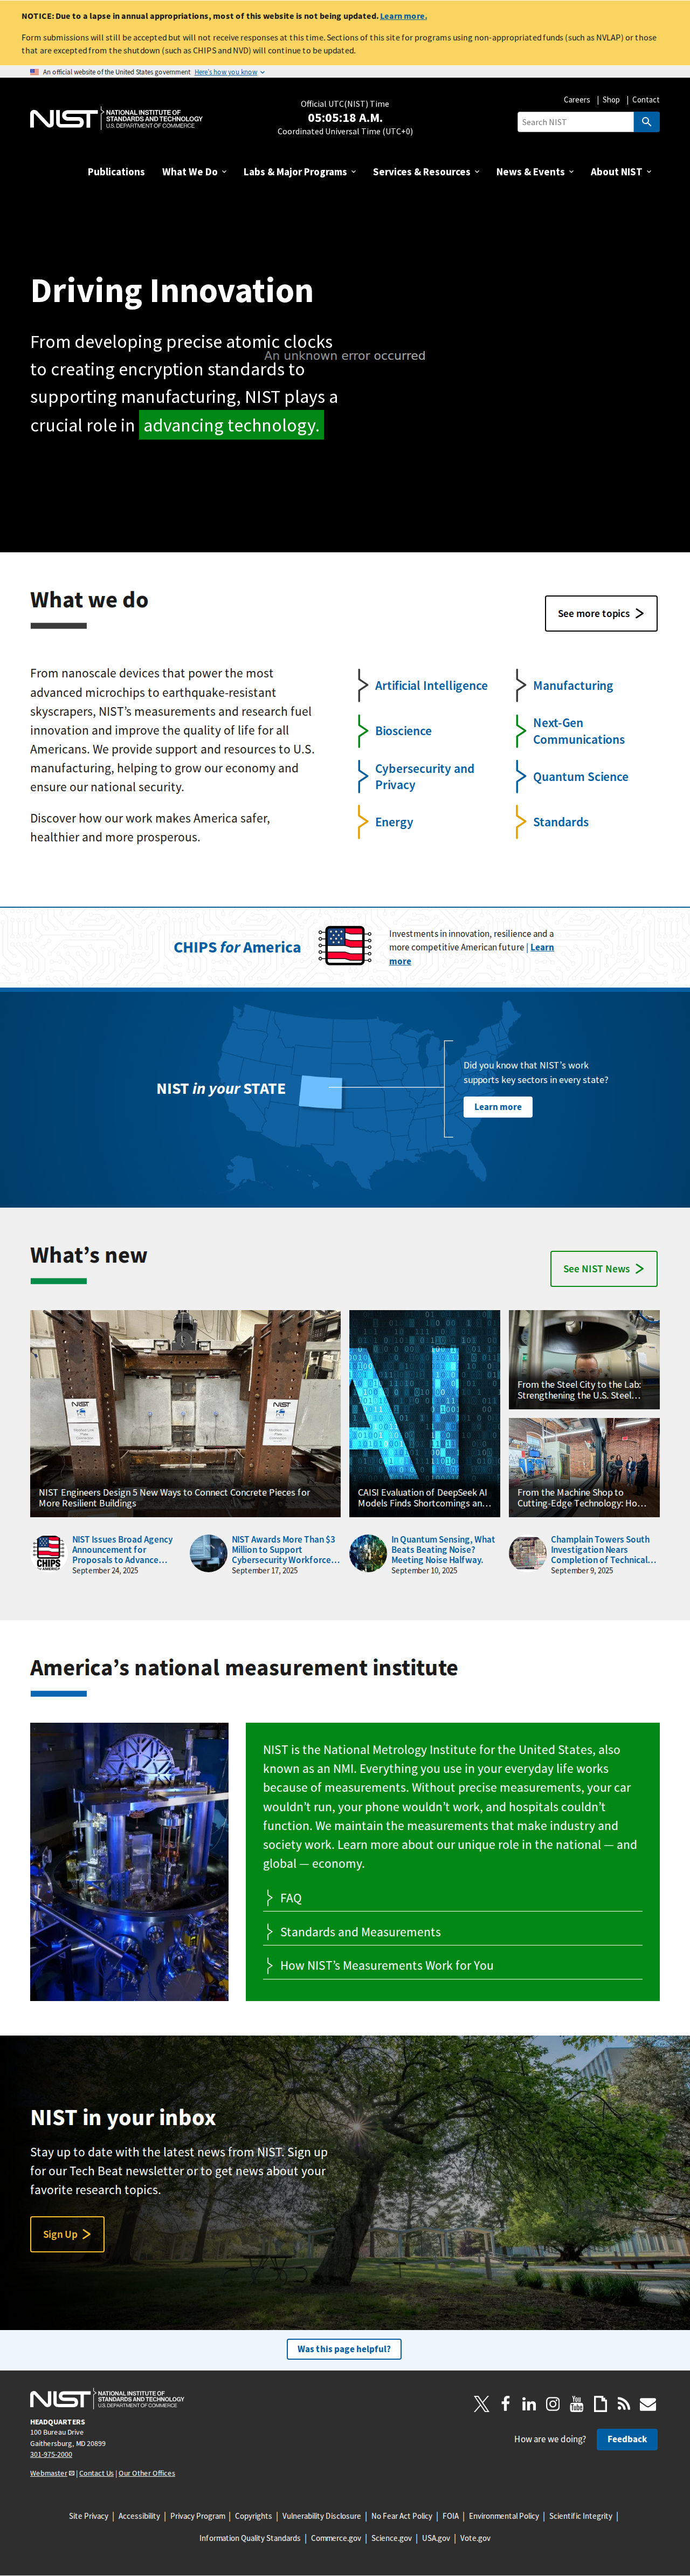 NOTICE: Due to a lapse in annual appropriations, most of this website is not being updated. Learn more.
Form submissions will still be accepted but will not receive responses at this time. Sections of this site for programs using non-appropriated funds (such as NVLAP) or those
that are excepted from the shutdown (such as CHIPS and NVD) will continue to be updated.
An official website of the United States government Here's how you know
NIST NATIONAL INSTITUTE OF
STANDARDS AND TECHNOLOGY
U.S. DEPARTMENT OF COMMERCE
Official UTC(NIST) Time
05:05:18 A.M.
Coordinated Universal Time (UTC+0)
Careers | Shop | Contact
Search NIST
Publications What We Do Labs & Major Programs Services & Resources News & Events About NIST
Driving Innovation
From developing precise atomic clocks
to creating encryption standards to
supporting manufacturing, NIST plays a
crucial role in advancing technology.
An unknown error occurred
What we do
See more topics
From nanoscale devices that power the most
advanced microchips to earthquake-resistant
skyscrapers, NIST’s measurements and research fuel
innovation and improve the quality of life for all
Americans. We provide support and resources to U.S.
manufacturing, helping to grow our economy and
ensure our national security.
Discover how our work makes America safer,
healthier and more prosperous.
Artificial Intelligence
Manufacturing
Bioscience
Next-Gen
Communications
Cybersecurity and
Privacy
Quantum Science
Energy
Standards
CHIPS for America
Investments in innovation, resilience and a
more competitive American future | Learn
more
NIST in your STATE
Did you know that NIST’s work
supports key sectors in every state?
Learn more
What’s new
See NIST News
NIST
NIST
NIST Engineers Design 5 New Ways to Connect Concrete Pieces for
More Resilient Buildings
CAISI Evaluation of DeepSeek AI
Models Finds Shortcomings an…
From the Steel City to the Lab:
Strengthening the U.S. Steel…
From the Machine Shop to
Cutting-Edge Technology: Ho…
CHIPS
NIST Issues Broad Agency
Announcement for
Proposals to Advance…
September 24, 2025
NIST Awards More Than $3
Million to Support
Cybersecurity Workforce…
September 17, 2025
In Quantum Sensing, What
Beats Beating Noise?
Meeting Noise Halfway.
September 10, 2025
Champlain Towers South
Investigation Nears
Completion of Technical…
September 9, 2025
America’s national measurement institute
NIST is the National Metrology Institute for the United States, also
known as an NMI. Everything you use in your everyday life works
because of measurements. Without precise measurements, your car
wouldn’t run, your phone wouldn’t work, and hospitals couldn’t
function. We maintain the measurements that make industry and
society work. Learn more about our unique role in the national — and
global — economy.
FAQ
Standards and Measurements
How NIST’s Measurements Work for You
NIST in your inbox
Stay up to date with the latest news from NIST. Sign up
for our Tech Beat newsletter or to get news about your
favorite research topics.
Sign Up
Was this page helpful?
NIST NATIONAL INSTITUTE OF
STANDARDS AND TECHNOLOGY
U.S. DEPARTMENT OF COMMERCE
HEADQUARTERS
100 Bureau Drive
Gaithersburg, MD 20899
301-975-2000
Webmaster | Contact Us | Our Other Offices
You Tube
How are we doing? Feedback
Site Privacy | Accessibility | Privacy Program | Copyrights | Vulnerability Disclosure | No Fear Act Policy | FOIA | Environmental Policy | Scientific Integrity |
Information Quality Standards | Commerce.gov | Science.gov | USA.gov | Vote.gov